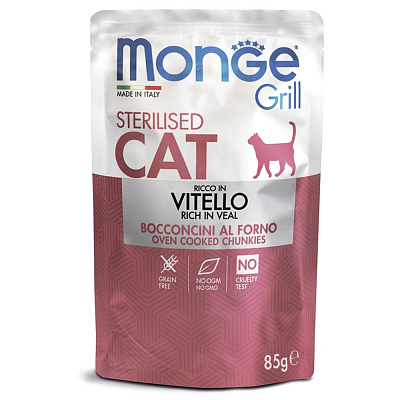 monge
MADE IN ITALY
Grill
STERILISED
CAT
RICCO IN
VITELLO
RICH IN VEAL
BOCCONCINI AL FORNO
OVEN COOKED CHUNKIES
GRAIN
FREE
NO OGM
NO GMO
NO
CRUELTY
TEST
85g℮